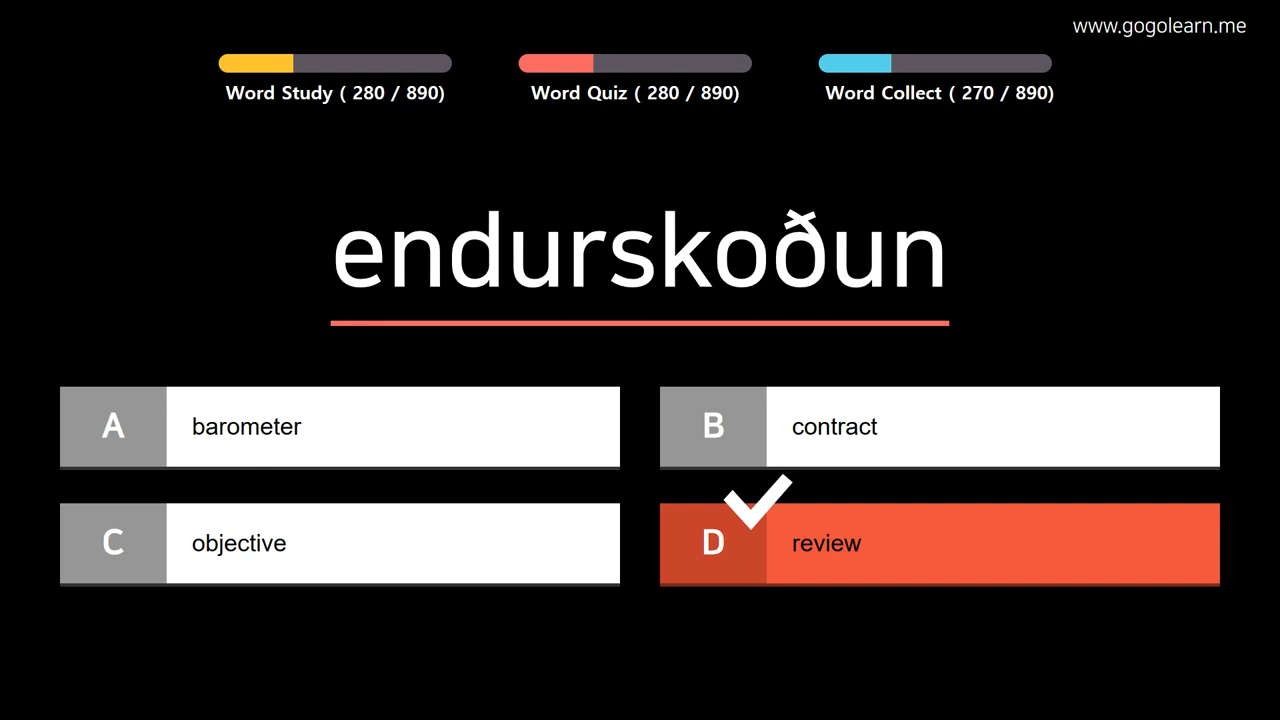 www.gogolearn.me
Word Study ( 280 / 890)
Word Quiz ( 280 / 890)
Word Collect ( 270 / 890)
endurskoðun
A barometer
B contract
C objective
D review